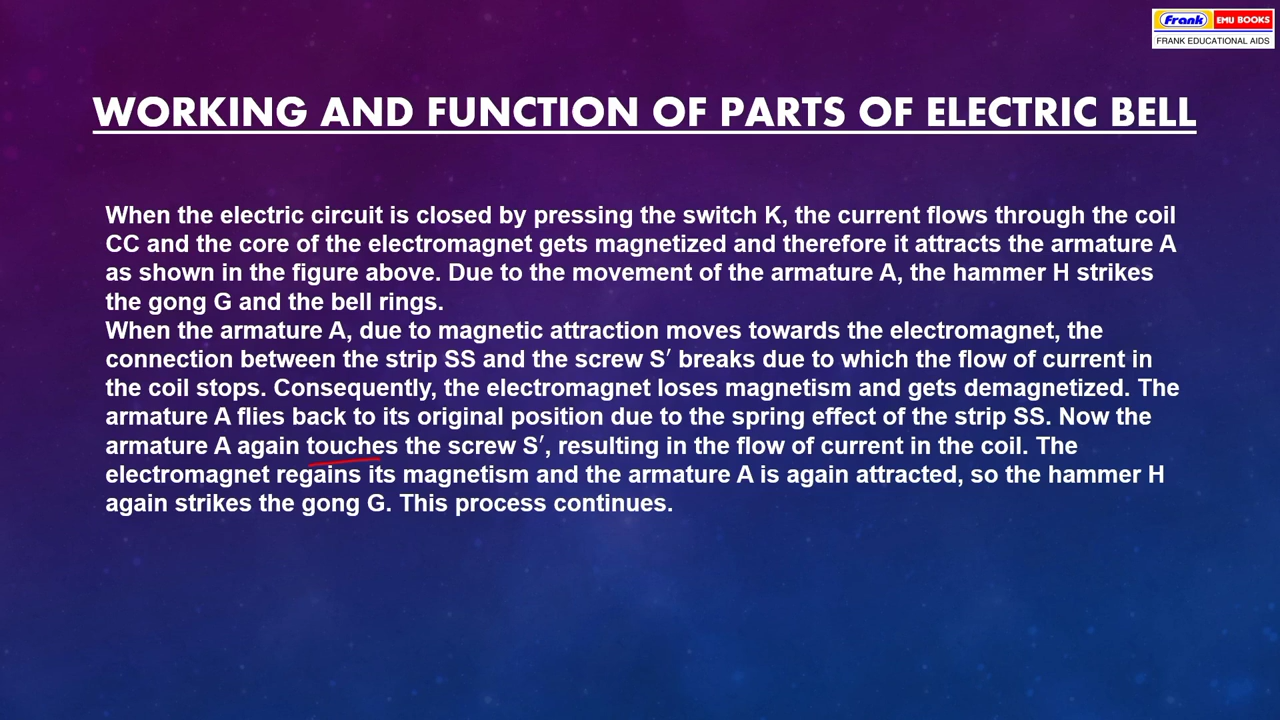 Frank EMU BOOKS
FRANK EDUCATIONAL AIDS
WORKING AND FUNCTION OF PARTS OF ELECTRIC BELL
When the electric circuit is closed by pressing the switch K, the current flows through the coil
CC and the core of the electromagnet gets magnetized and therefore it attracts the armature A
as shown in the figure above. Due to the movement of the armature A, the hammer H strikes
the gong G and the bell rings.
When the armature A, due to magnetic attraction moves towards the electromagnet, the
connection between the strip SS and the screw S′ breaks due to which the flow of current in
the coil stops. Consequently, the electromagnet loses magnetism and gets demagnetized. The
armature A flies back to its original position due to the spring effect of the strip SS. Now the
armature A again touches the screw S′, resulting in the flow of current in the coil. The
electromagnet regains its magnetism and the armature A is again attracted, so the hammer H
again strikes the gong G. This process continues.